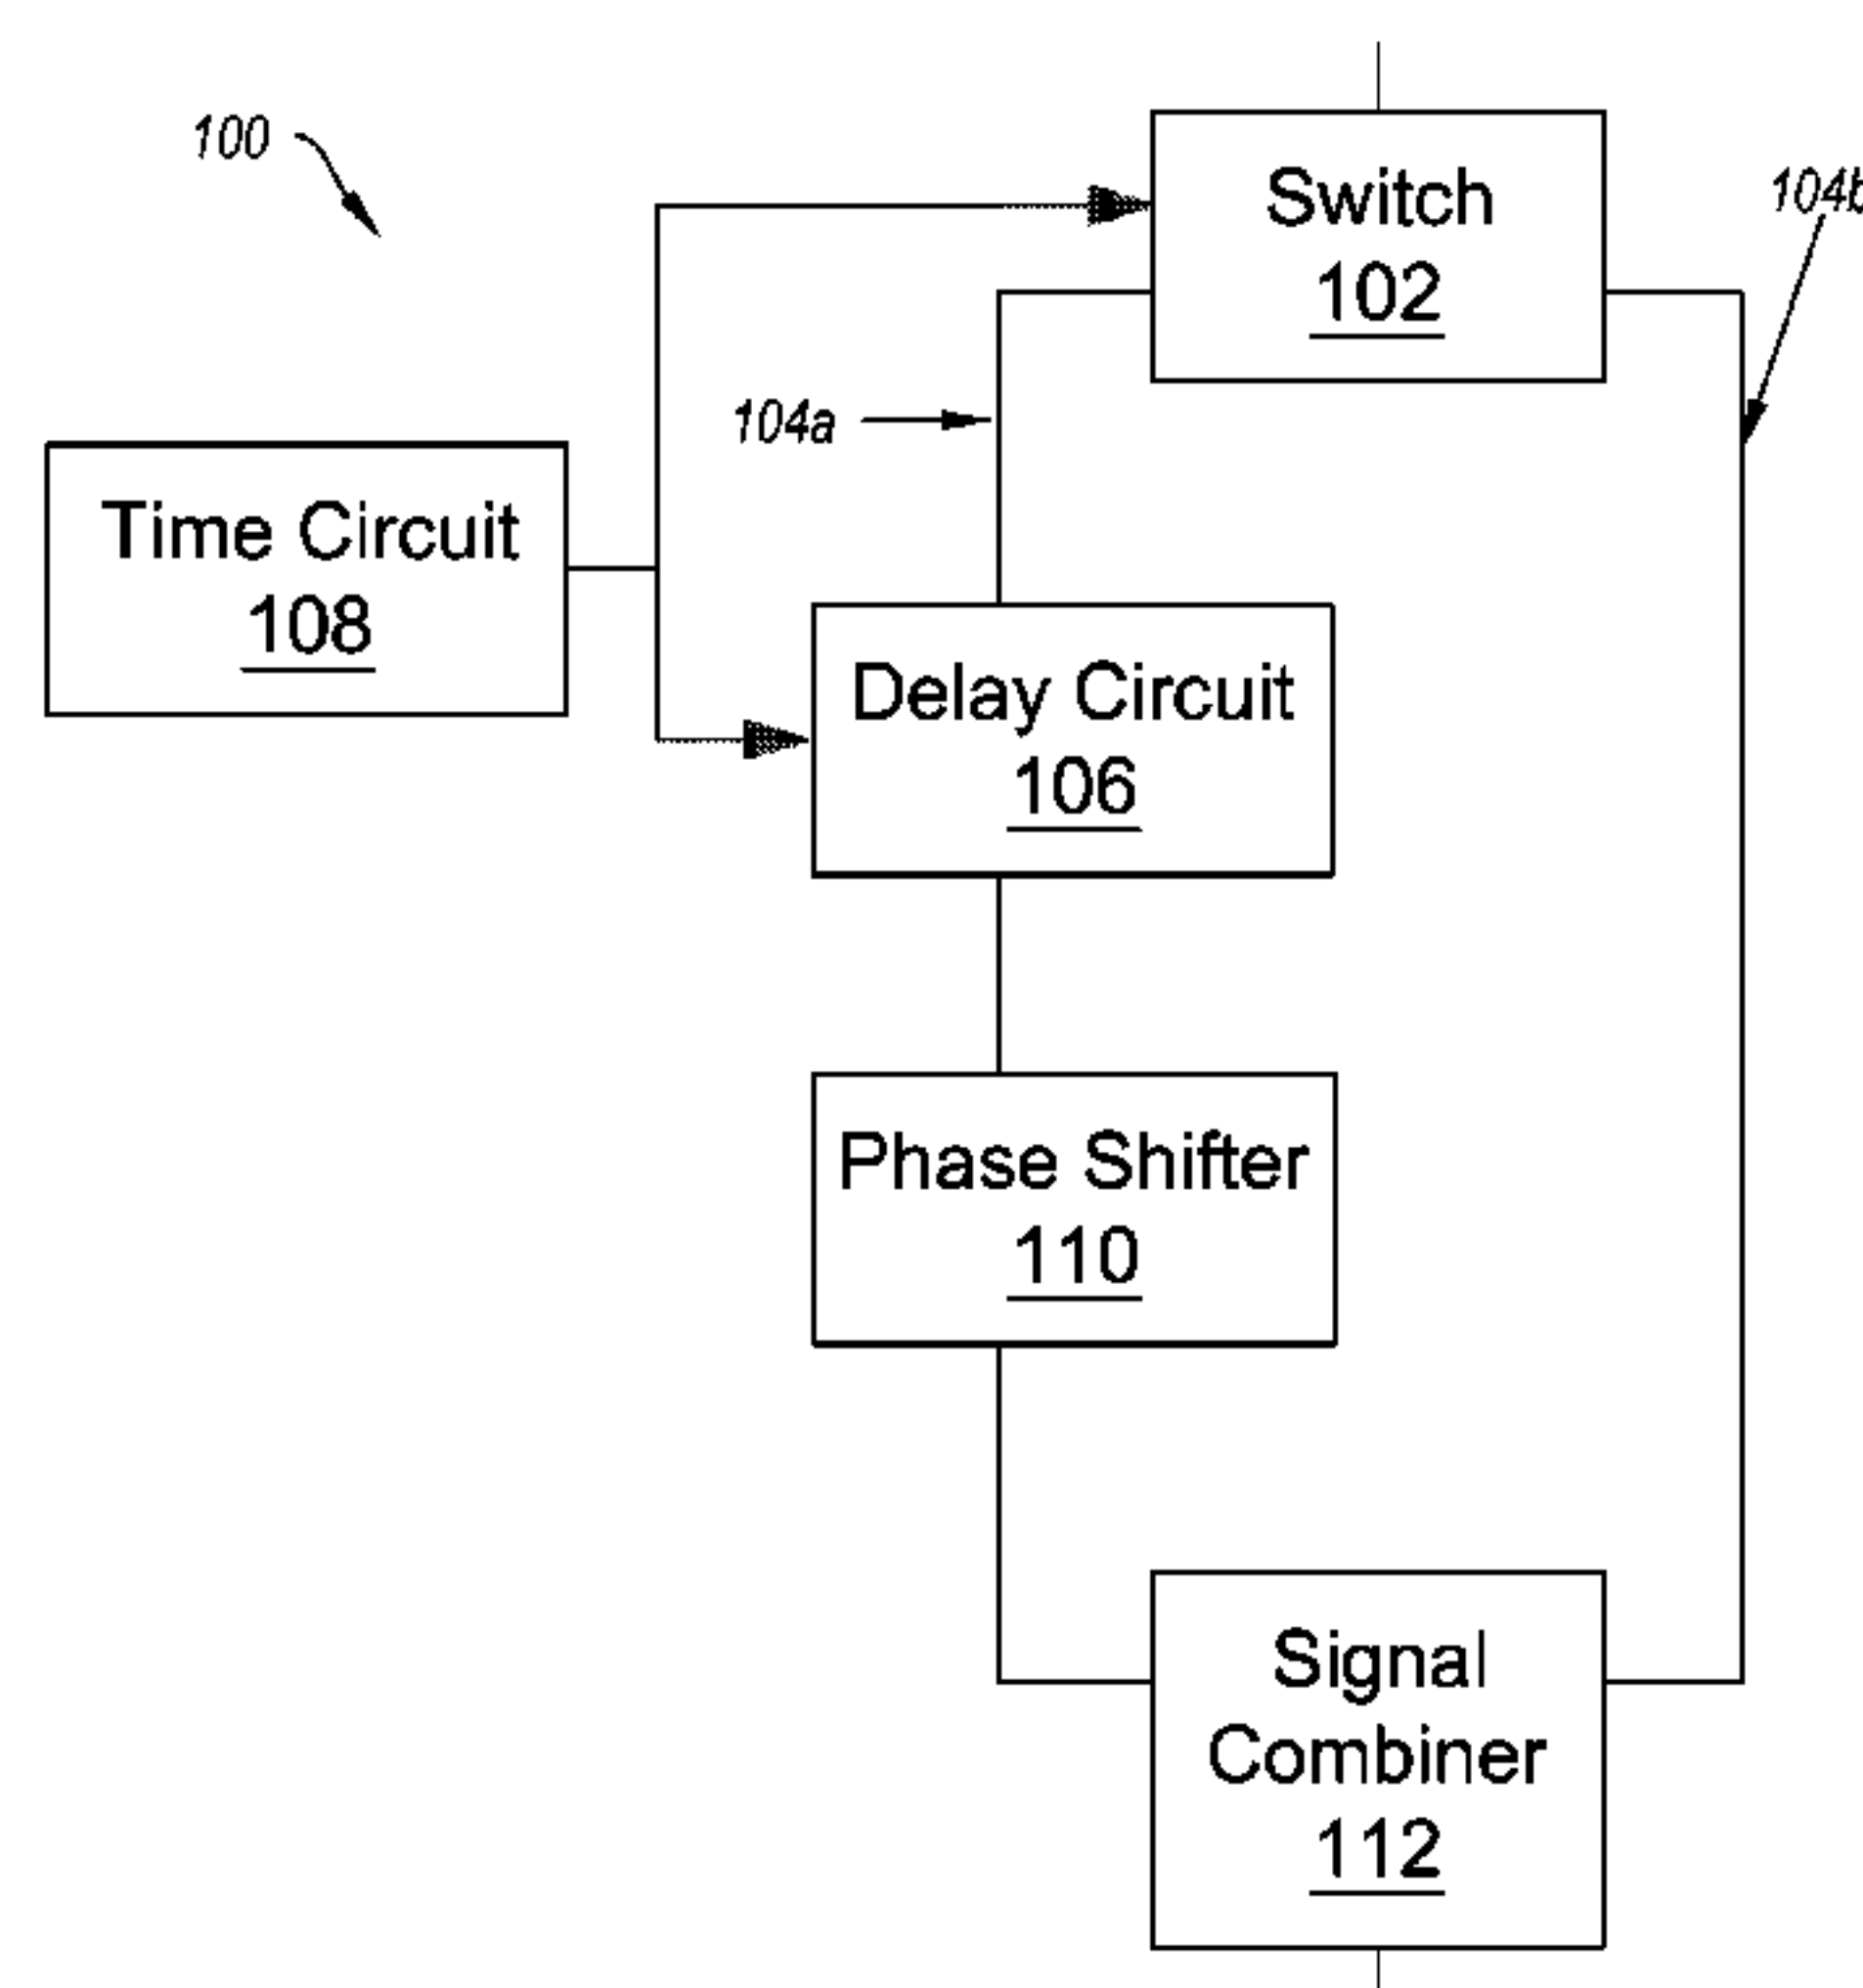 100
Switch
102
104b
104a
Time Circuit
108
Delay Circuit
106
Phase Shifter
110
Signal
Combiner
112